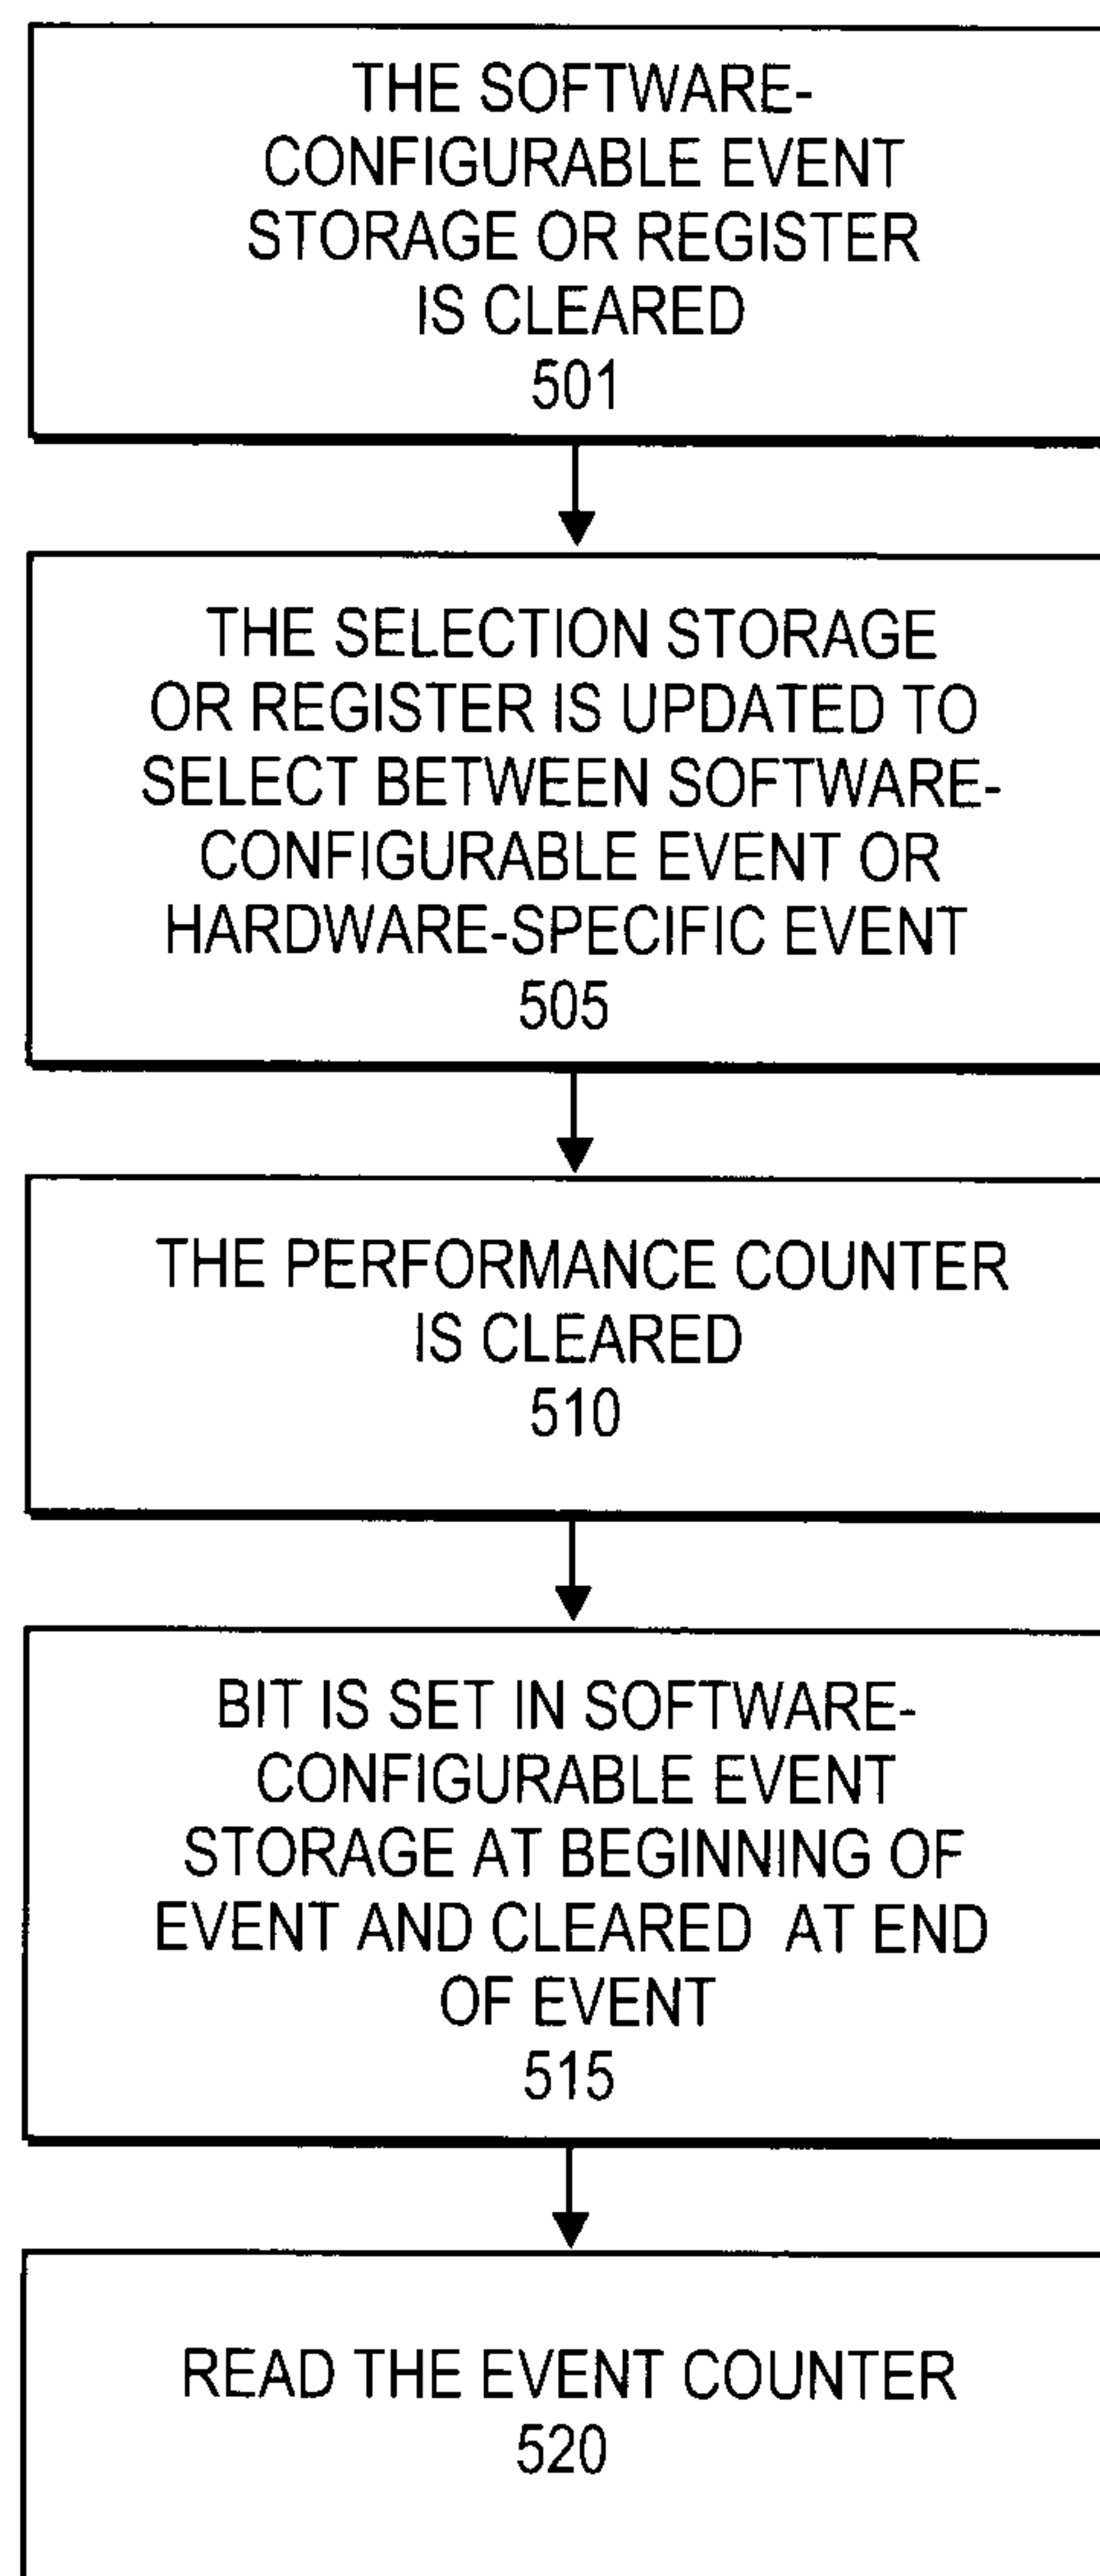 THE SOFTWARE-
CONFIGURABLE EVENT
STORAGE OR REGISTER
IS CLEARED
501
THE SELECTION STORAGE
OR REGISTER IS UPDATED TO
SELECT BETWEEN SOFTWARE-
CONFIGURABLE EVENT OR
HARDWARE-SPECIFIC EVENT
505
THE PERFORMANCE COUNTER
IS CLEARED
510
BIT IS SET IN SOFTWARE-
CONFIGURABLE EVENT
STORAGE AT BEGINNING OF
EVENT AND CLEARED AT END
OF EVENT
515
READ THE EVENT COUNTER
520